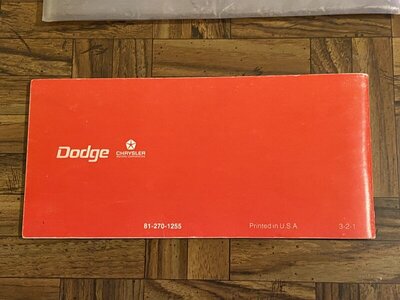 Dodge
CHRYSLER
81-270-1255
Printed in U.S.A
3-2-1